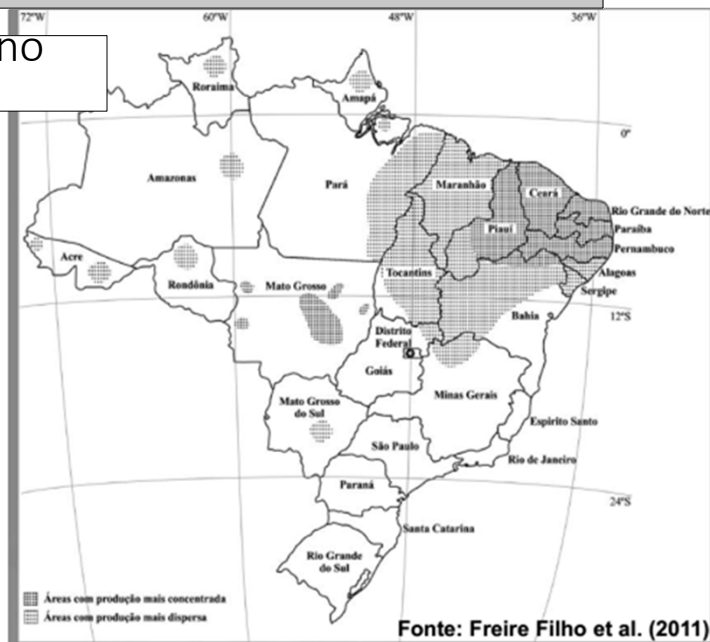 no
72°W
60°W
48°W
36°W
Roraima
Amapá
0°
Amazonas
Pará
Maranhão
Ceará
Rio Grande do Norte
Piauí
Paraíba
Pernambuco
Acre
Rondônia
Mato Grosso
Tocantins
Alagoas
Sergipe
Bahia
12°S
Distrito
Federal
Goiás
Minas Gerais
Mato Grosso
do Sul
Espirito Santo
São Paulo
Rio de Janeiro
Paraná
24°S
Santa Catarina
Rio Grande
do Sul
Áreas com produção mais concentrada
Áreas com produção mais dispersa
Fonte: Freire Filho et al. (2011)